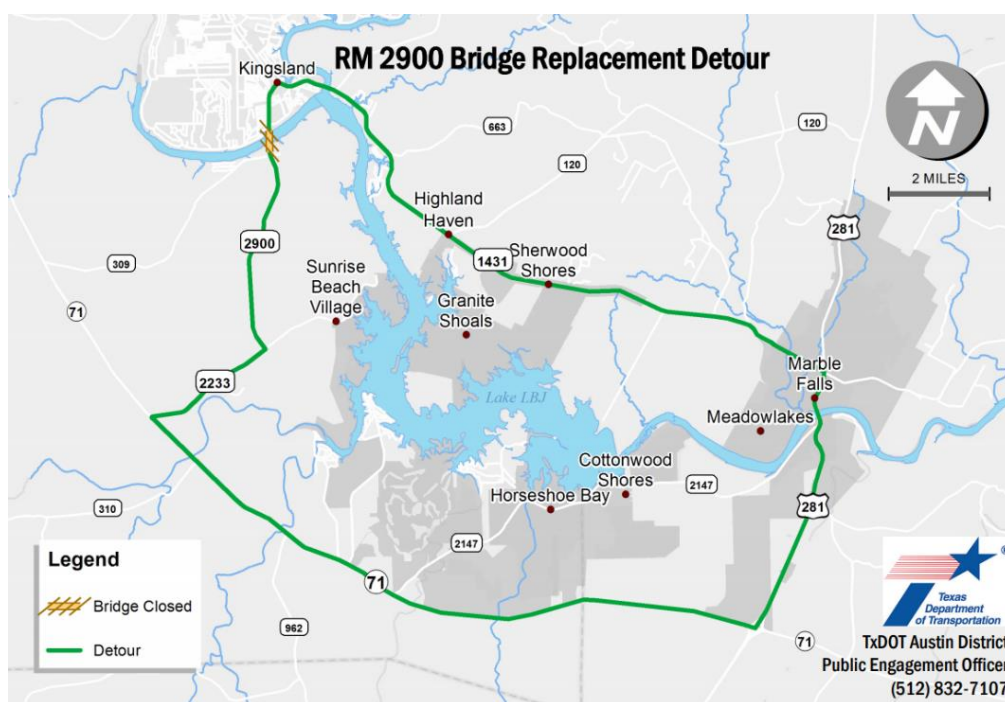 RM 2900 Bridge Replacement Detour
Kingsland
663
120
120
N
2 MILES
Highland
Haven
281
2900
1431
Sherwood
Shores
309
Sunrise
Beach
Village
Granite
Shoals
71
2233
Marble
Falls
Lake LBJ
Meadowlakes
Cottonwood
Shores
2147
310
Horseshoe Bay
281
2147
71
962
71
Legend
Bridge Closed
Detour
®
Texas
Department
of Transportation
TxDOT Austin District
Public Engagement Officer
(512) 832-7107